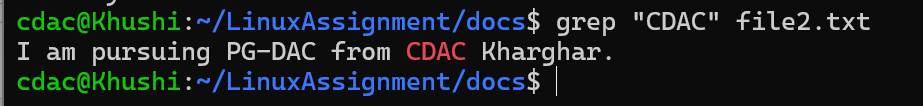 cdac@Khushi:~/LinuxAssignment/docs$ grep "CDAC" file2.txt
I am pursuing PG-DAC from CDAC Kharghar.
cdac@Khushi:~/LinuxAssignment/docs$